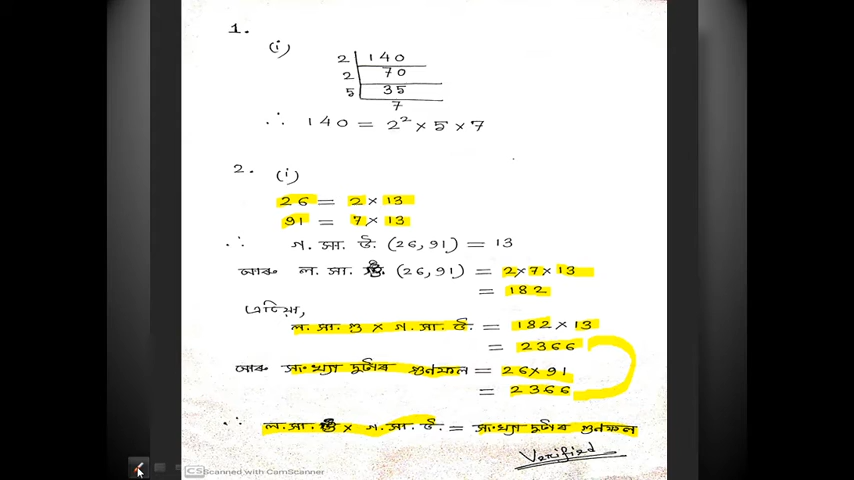 1.
(i)
2 | 140
2 | 70
5 | 35
7
∴ 140 = 2² × 5 × 7
2. (i)
26 = 2 × 13
91 = 7 × 13
∴ গ. সা. উ. (26, 91) = 13
আৰু ল. সা. গু. (26, 91) = 2 × 7 × 13
= 182
এতিয়া,
ল. সা. গু × গ. সা. উ. = 182 × 13
= 2366
আৰু সংখ্যা দুটাৰ গুণফল = 26 × 91
= 2366
∴ ল. সা. গু × গ. সা. উ. = সংখ্যা দুটাৰ গুণফল
Verified
CS Scanned with CamScanner